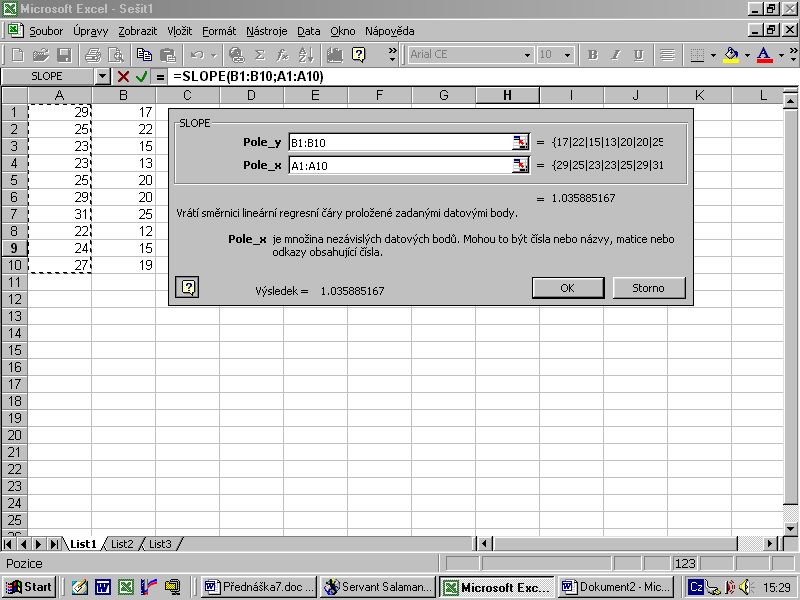 Microsoft Excel - Sešit1
Soubor Úpravy Zobrazit Vložit Formát Nástroje Data Okno Nápověda
Arial CE 10 B I U
SLOPE =SLOPE(B1:B10;A1:A10)
A B C D E F G H I J K L
1 29 17
2 25 22
3 23 15
4 23 13
5 25 20
6 29 20
7 31 25
8 22 12
9 24 15
10 27 19
11
12
13
14
15
16
17
18
19
20
21
22
23
24
25
26
SLOPE
Pole_y B1:B10 = {17|22|15|13|20|20|25
Pole_x A1:A10 = {29|25|23|23|25|29|31
= 1.035885167
Vrátí směrnici lineární regresní čáry proložené zadanými datovými body.
Pole_x je množina nezávislých datových bodů. Mohou to být čísla nebo názvy, matice nebo
odkazy obsahující čísla.
Výsledek = 1.035885167
OK Storno
List1 List2 List3
Pozice 123
Start Přednáška7.doc ... Servant Salaman... Microsoft Exc... Dokument2 - Mic... Cz 15:29